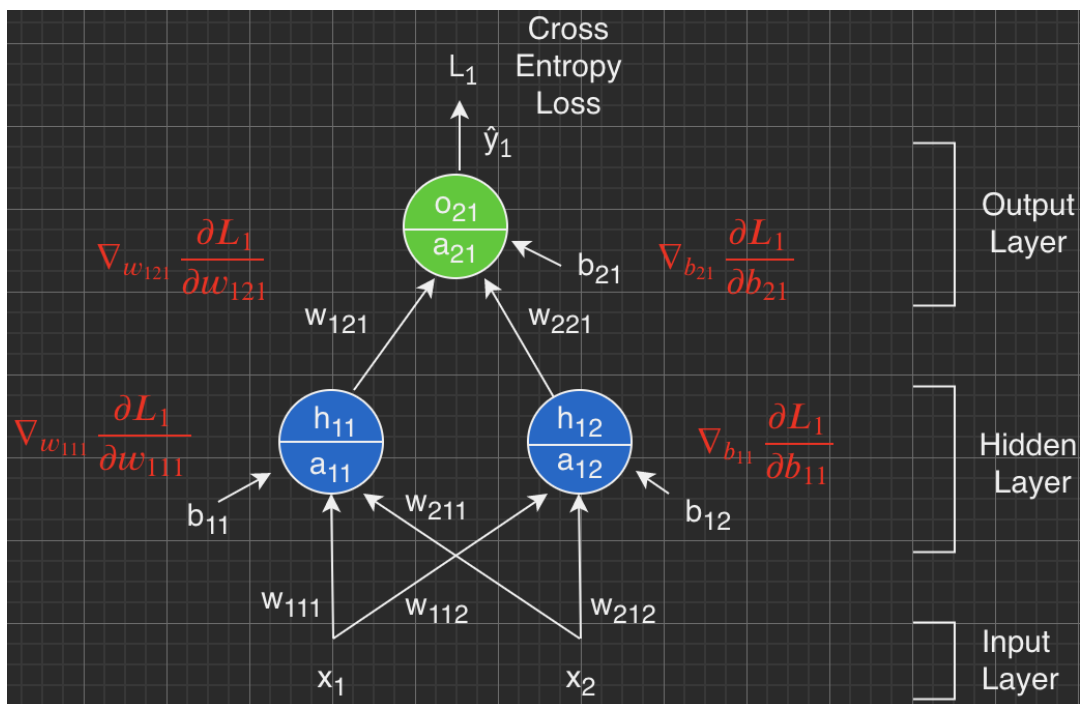 Cross
Entropy
Loss
L₁
ŷ₁
o₂₁
a₂₁
b₂₁
Output
Layer
∇w₁₂₁ ∂L₁/∂w₁₂₁
∇b₂₁ ∂L₁/∂b₂₁
w₁₂₁
w₂₂₁
h₁₁
a₁₁
h₁₂
a₁₂
∇w₁₁₁ ∂L₁/∂w₁₁₁
∇b₁₁ ∂L₁/∂b₁₁
Hidden
Layer
b₁₁
w₂₁₁
b₁₂
w₁₁₁
w₁₁₂
w₂₁₂
x₁
x₂
Input
Layer